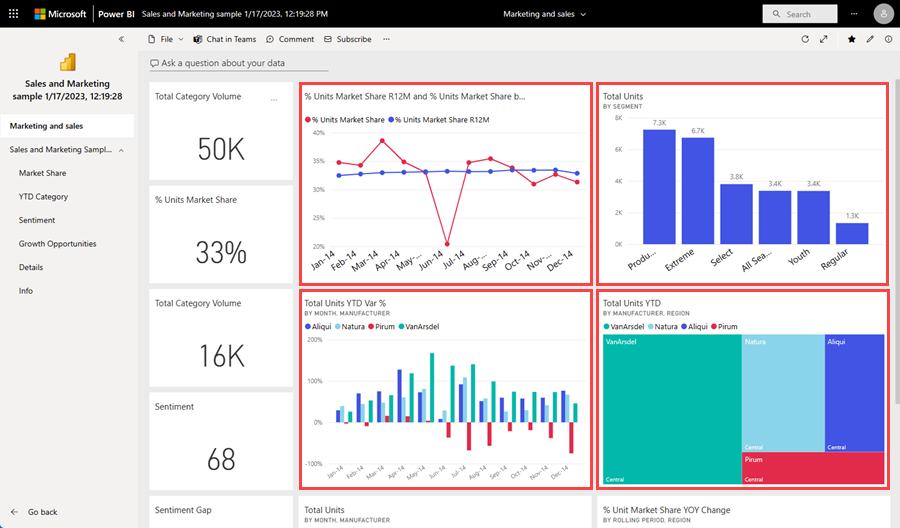 Microsoft Power BI Sales and Marketing sample 1/17/2023, 12:19:28 PM Marketing and sales Search
File Chat in Teams Comment Subscribe
Ask a question about your data
Sales and Marketing
sample 1/17/2023, 12:19:28
Marketing and sales
Sales and Marketing Sampl...
Market Share
YTD Category
Sentiment
Growth Opportunities
Details
Info
Go back
Total Category Volume
50K
% Units Market Share
33%
Total Category Volume
16K
Sentiment
68
Sentiment Gap
% Units Market Share R12M and % Units Market Share b...
% Units Market Share % Units Market Share R12M
40%
35%
30%
25%
20%
Jan-14 Feb-14 Mar-14 Apr-14 May-... Jun-14 Jul-14 Aug-... Sep-14 Oct-14 Nov-... Dec-14
Total Units
BY SEGMENT
8K
6K
4K
2K
0K
7.3K 6.7K 3.8K 3.4K 3.4K 1.3K
Produ... Extreme Select All Sea... Youth Regular
Total Units YTD Var %
BY MONTH, MANUFACTURER
Aliqui Natura Pirum VanArsdel
200%
100%
0%
-100%
Jan-14 Feb-14 Mar-14 Apr-14 May-14 Jun-14 Jul-14 Aug-14 Sep-14 Oct-14 Nov-14 Dec-14
Total Units YTD
BY MANUFACTURER, REGION
VanArsdel Natura Aliqui Pirum
VanArsdel
Central
Natura
Central
Aliqui
Central
Pirum
Central
Total Units
BY MONTH, MANUFACTURER
% Unit Market Share YOY Change
BY ROLLING PERIOD, REGION